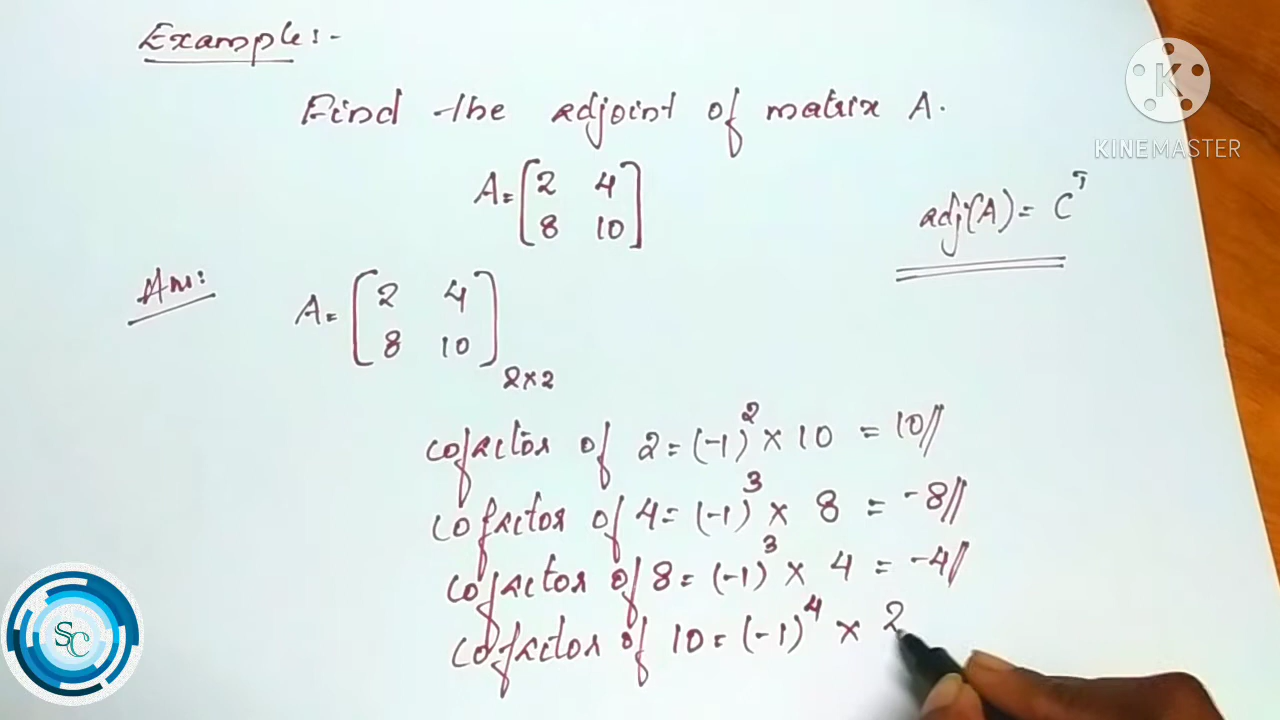 Example:-
KINEMASTER
Find the adjoint of matrix A.
A = [2 4
8 10]
adj(A) = Cᵀ
Ans:
A = [2 4
8 10] 2×2
cofactor of 2 = (-1)² × 10 = 10//
cofactor of 4 = (-1)³ × 8 = -8//
cofactor of 8 = (-1)³ × 4 = -4//
cofactor of 10 = (-1)⁴ × 2
SC